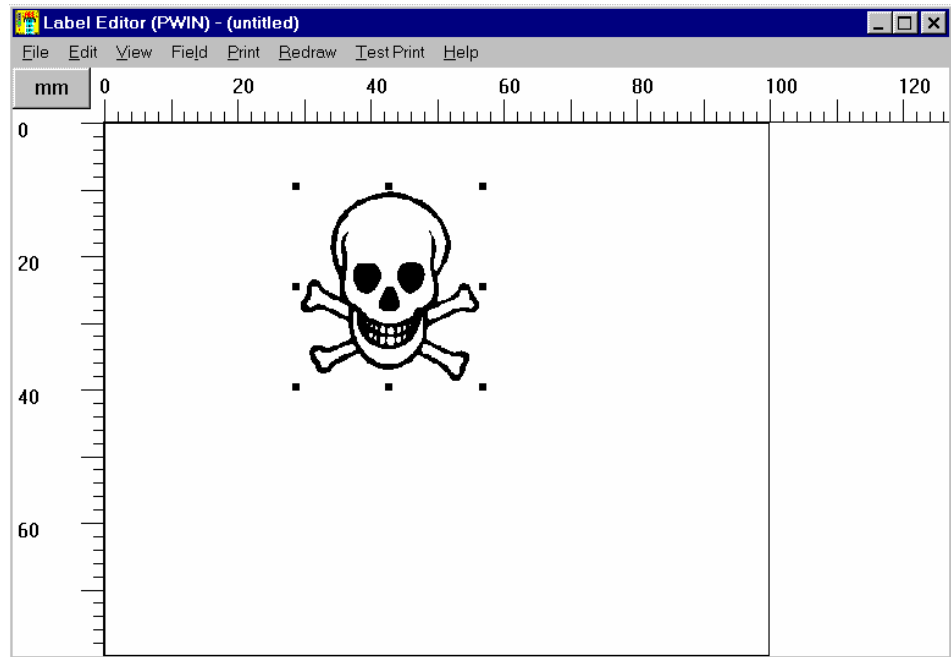 Label Editor (PWIN) - (untitled)
File Edit View Field Print Redraw Test Print Help
mm 0 20 40 60 80 100 120
0
20
40
60